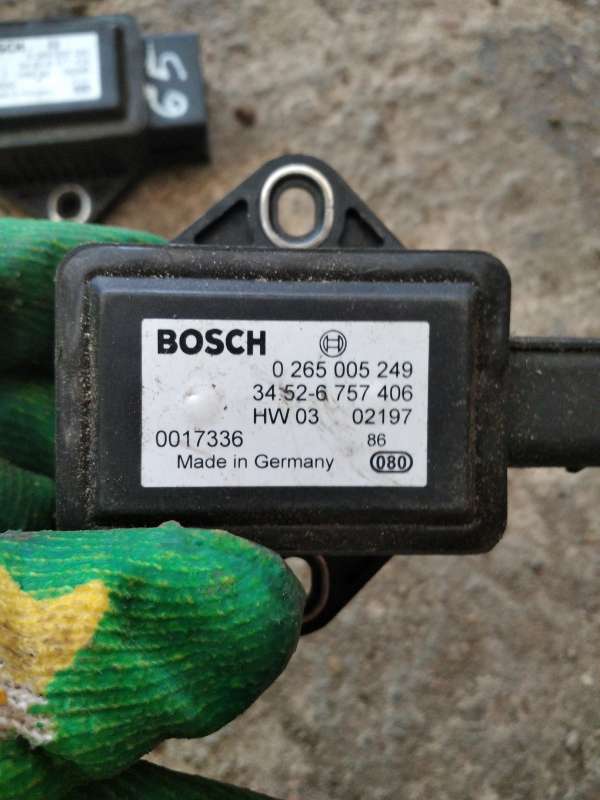 BOSCH
65
BOSCH
0 265 005 249
34.52-6 757 406
HW 03 02197
0017336 86
Made in Germany 080